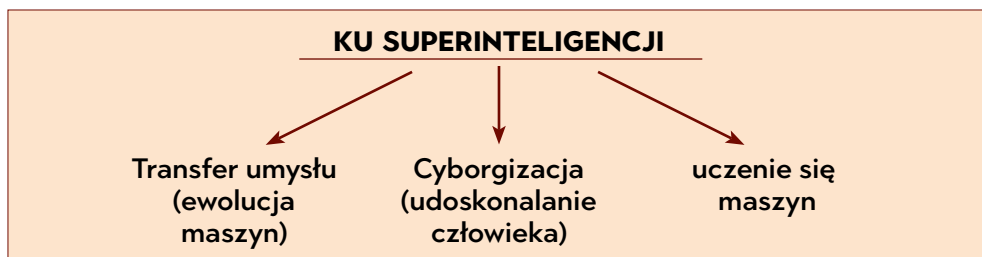 KU SUPERINTELIGENCJI
Transfer umysłu
(ewolucja
maszyn)
Cyborgizacja
(udoskonalanie
człowieka)
uczenie się
maszyn